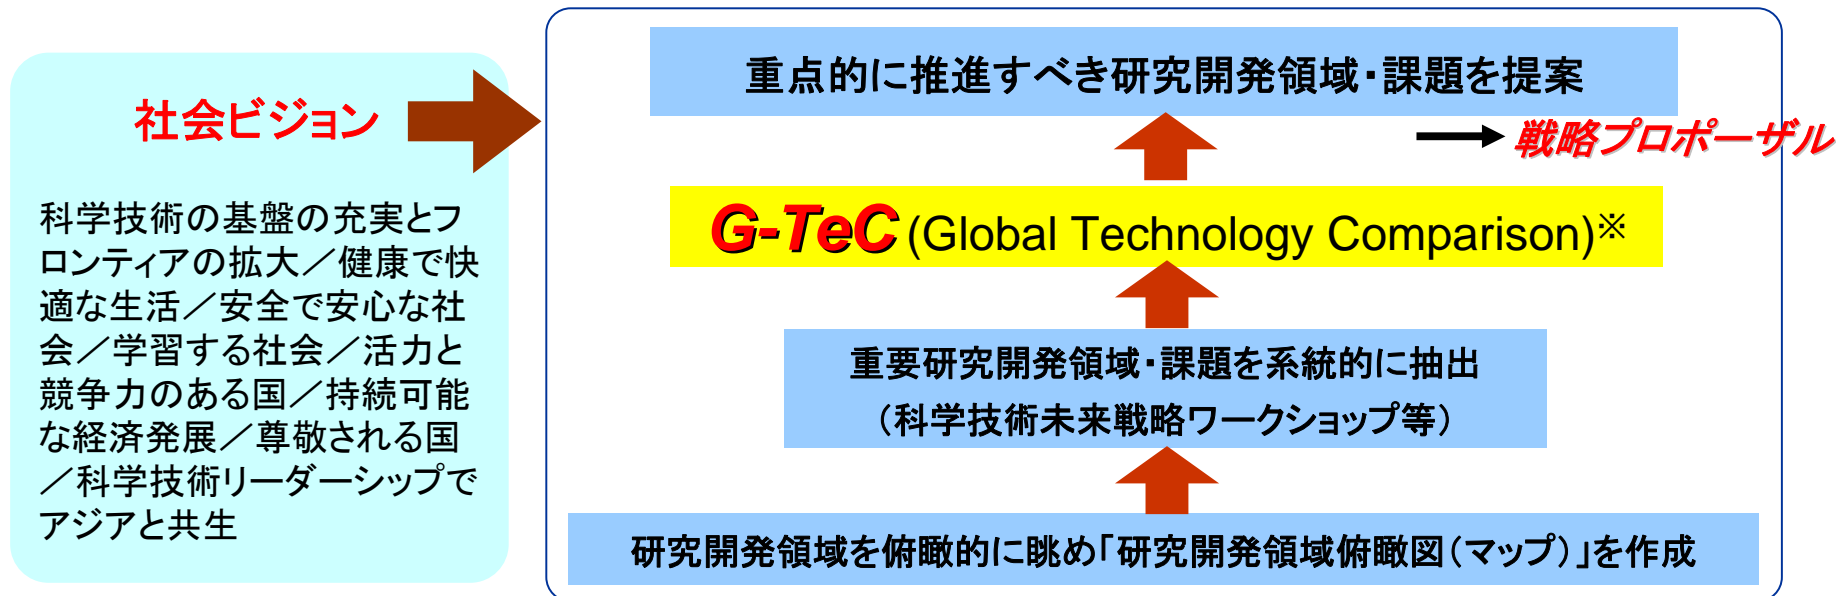 社会ビジョン
科学技術の基盤の充実とフ
ロンティアの拡大／健康で快
適な生活／安全で安心な社
会／学習する社会／活力と
競争力のある国／持続可能
な経済発展／尊敬される国
／科学技術リーダーシップで
アジアと共生
重点的に推進すべき研究開発領域・課題を提案
戦略プロポーザル
G-TeC (Global Technology Comparison)※
重要研究開発領域・課題を系統的に抽出
（科学技術未来戦略ワークショップ等）
研究開発領域を俯瞰的に眺め「研究開発領域俯瞰図（マップ）」を作成